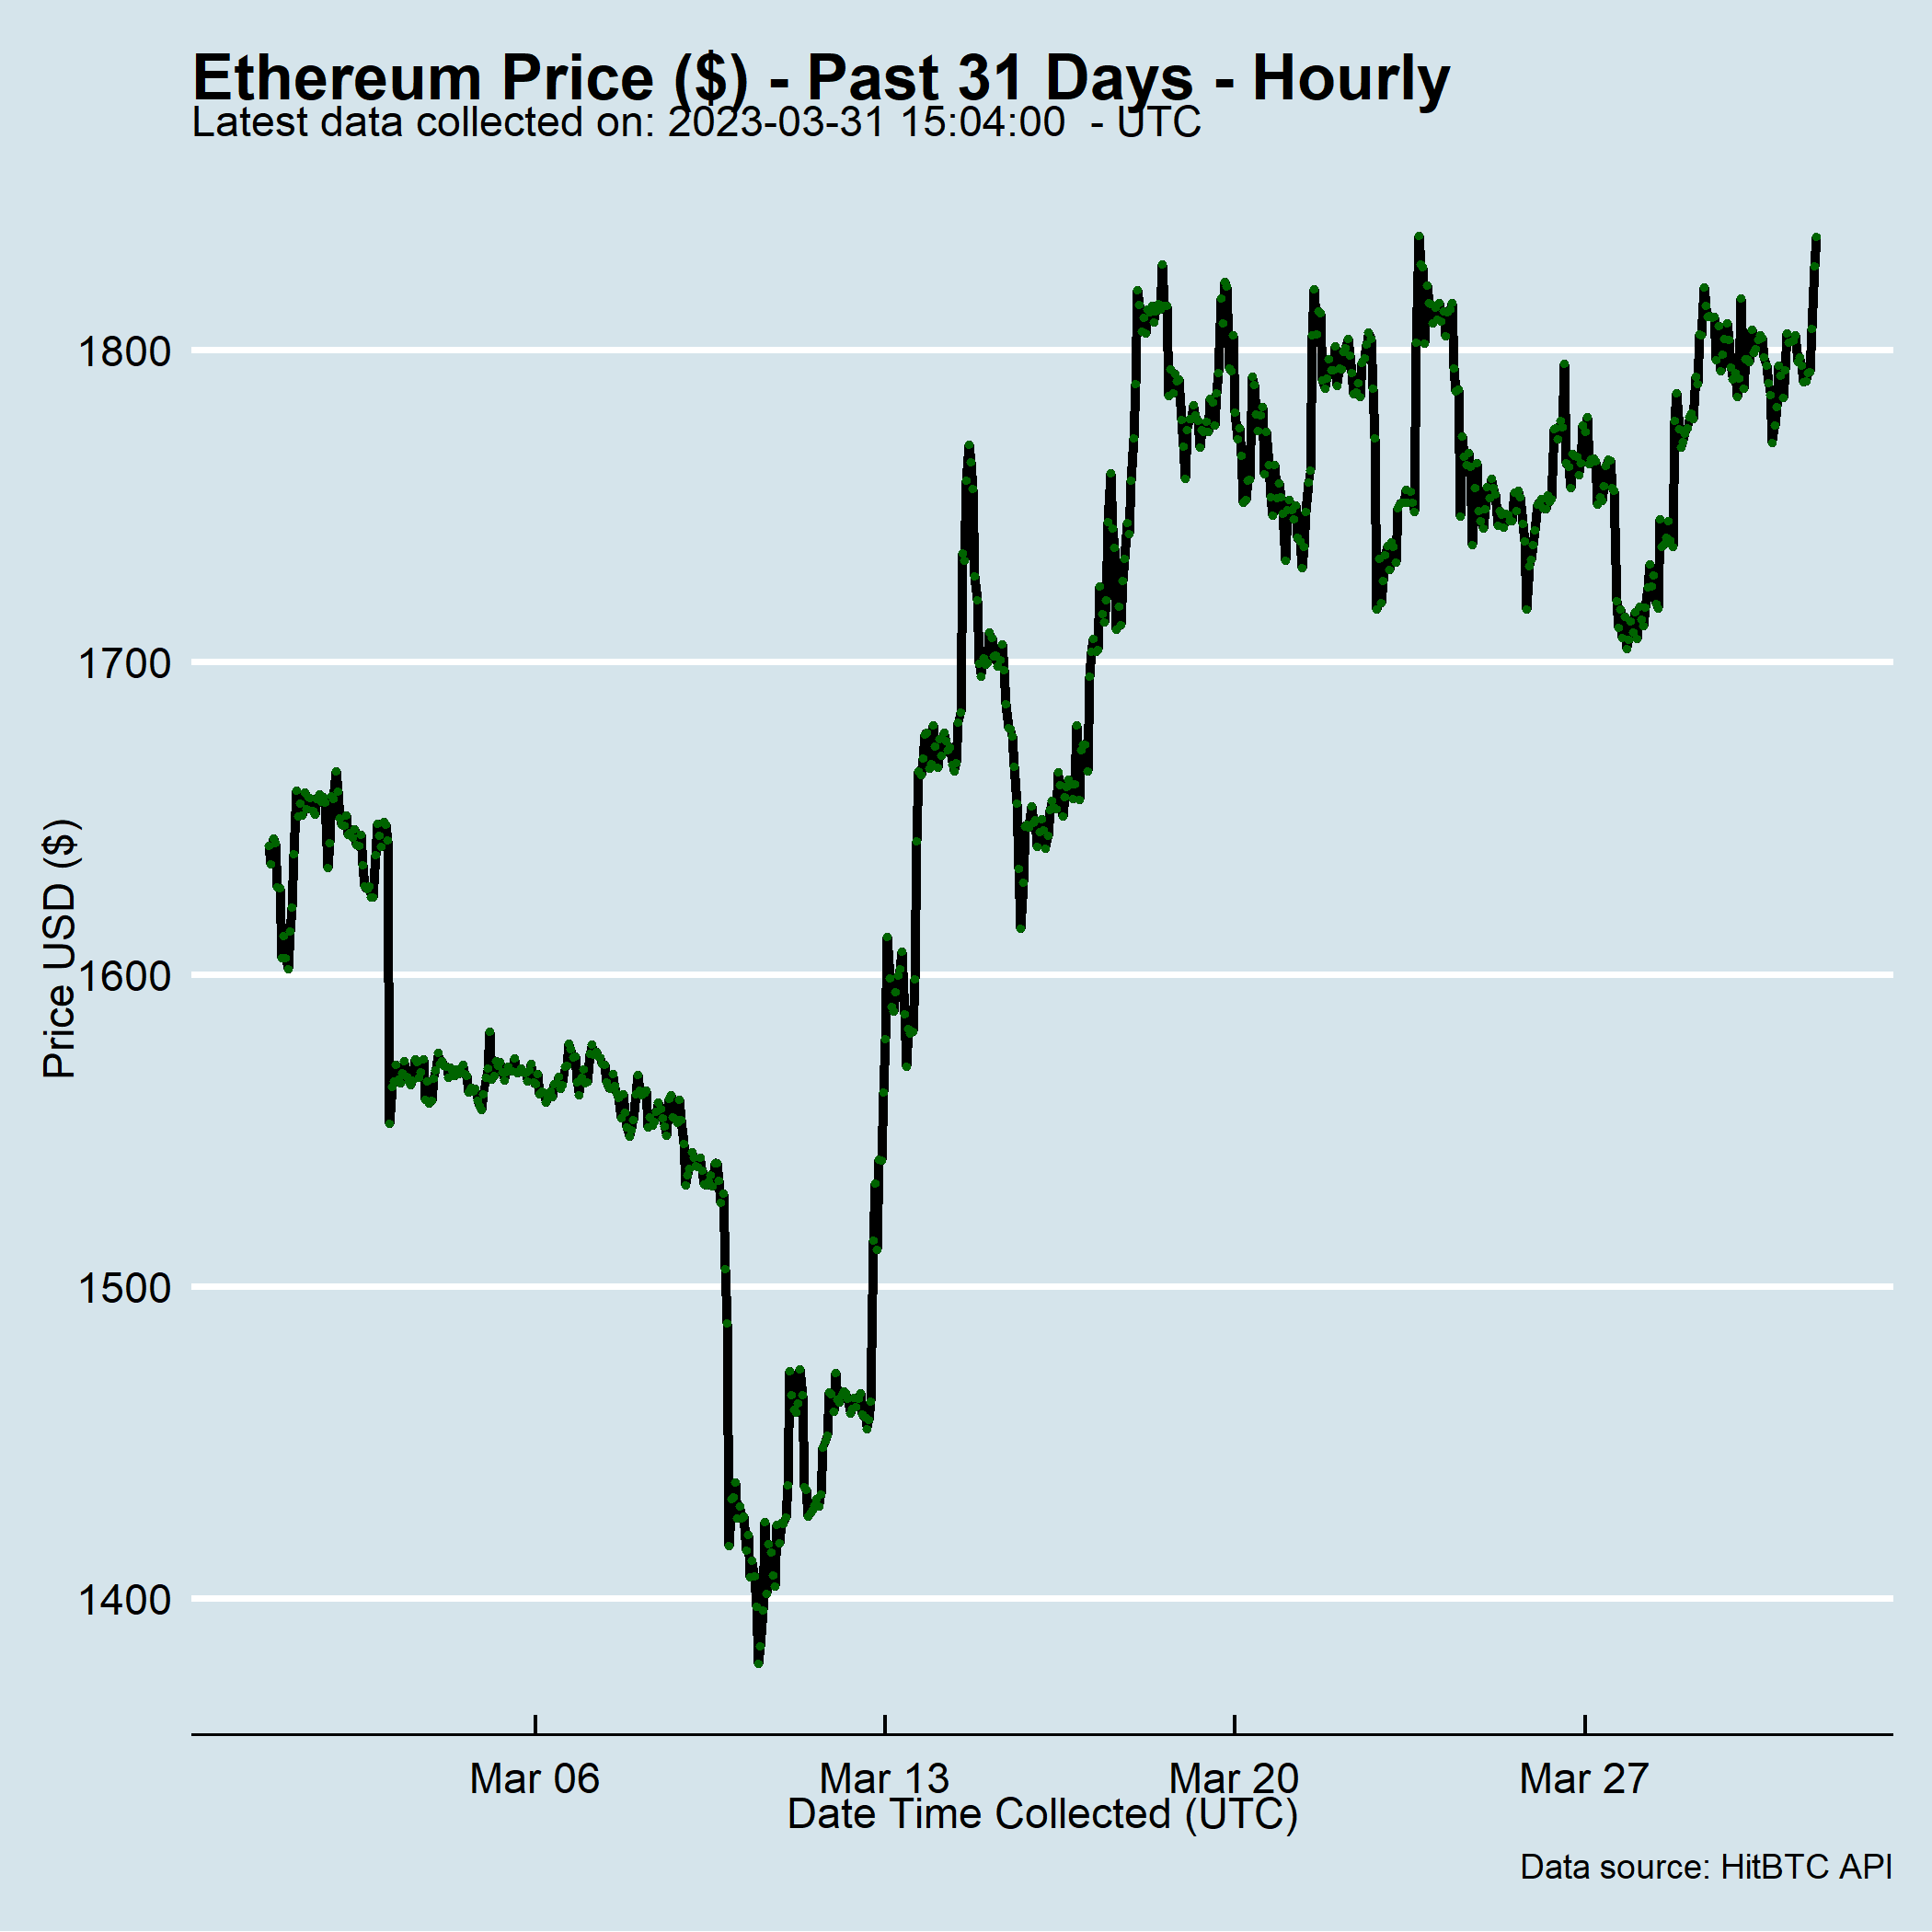 Ethereum Price ($) - Past 31 Days - Hourly
Latest data collected on: 2023-03-31 15:04:00  - UTC
Price USD ($)
1800
1700
1600
1500
1400
Mar 06
Mar 13
Mar 20
Mar 27
Date Time Collected (UTC)
Data source: HitBTC API